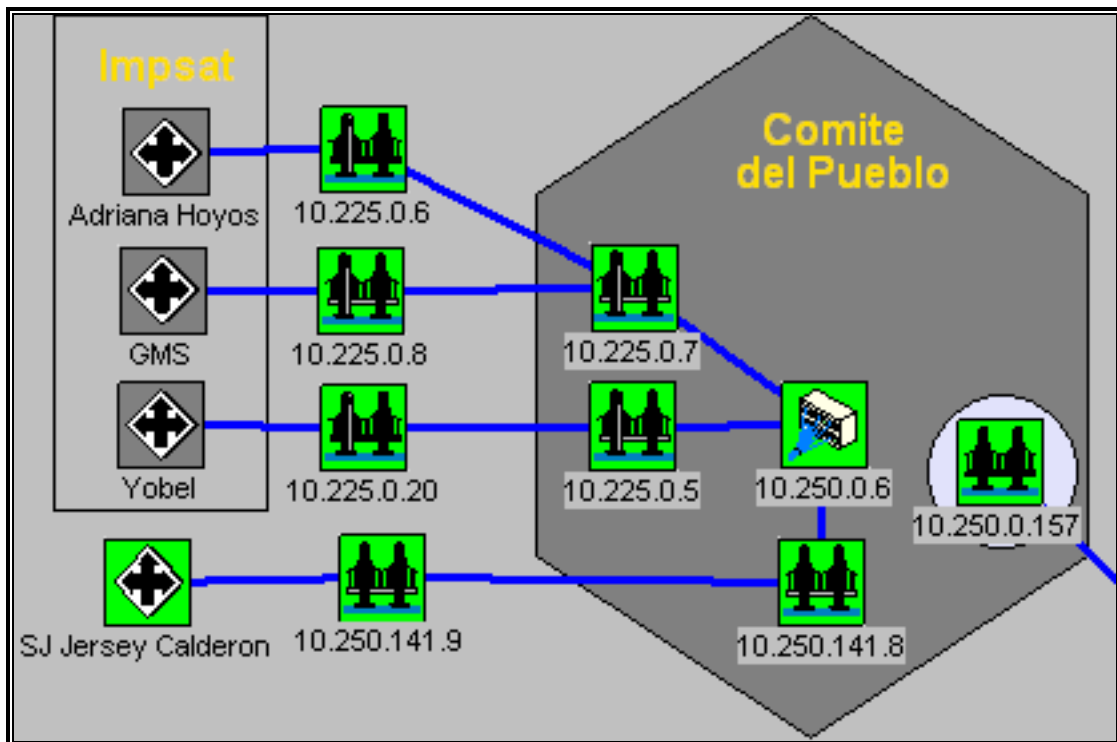 Impsat
Adriana Hoyos
GMS
Yobel
SJ Jersey Calderon
10.225.0.6
10.225.0.8
10.225.0.20
10.250.141.9
Comite
del Pueblo
10.225.0.7
10.225.0.5
10.250.0.6
10.250.0.157
10.250.141.8